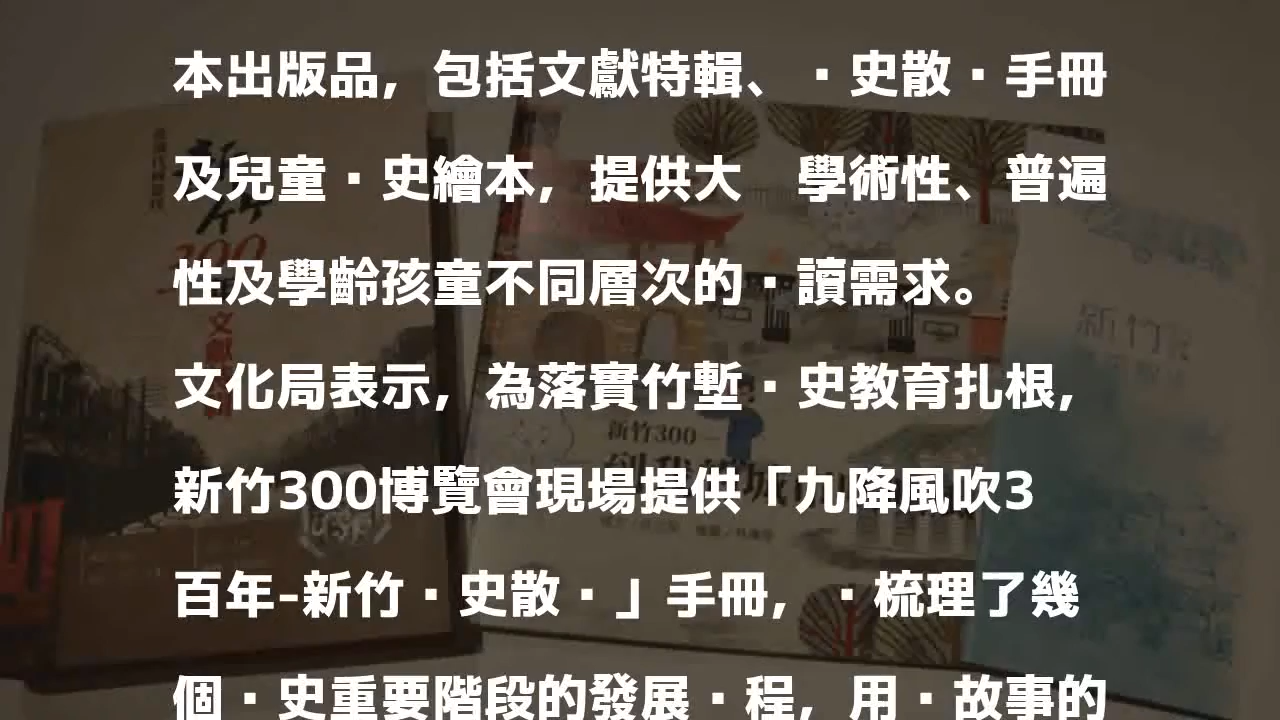 本出版品，包括文獻特輯、‧史散‧手冊
及兒童‧史繪本，提供大　學術性、普遍
性及學齡孩童不同層次的‧讀需求。
文化局表示，為落實竹塹‧史教育扎根，
新竹300博覽會現場提供「九降風吹3
百年-新竹‧史散‧」手冊，‧梳理了幾
個‧史重要階段的發展‧程，用‧故事的
新竹300